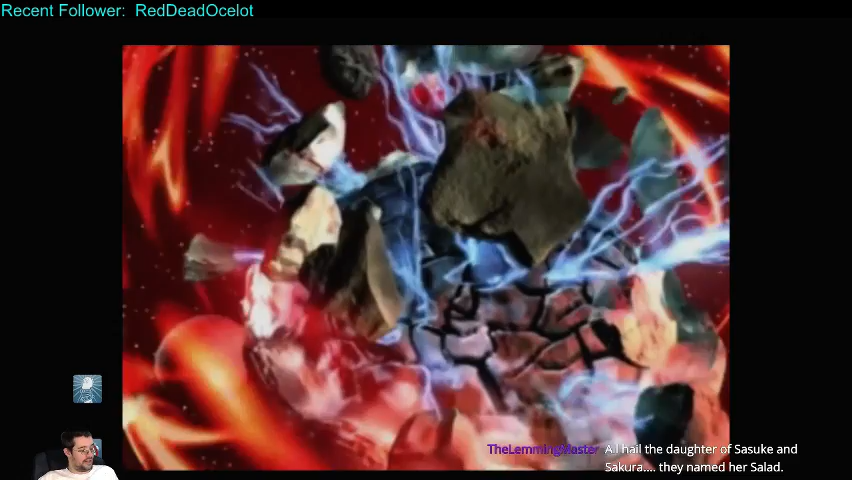 Recent Follower: RedDeadOcelot
TheLemmingMaster All hail the daughter of Sasuke and
Sakura.... they named her Salad.